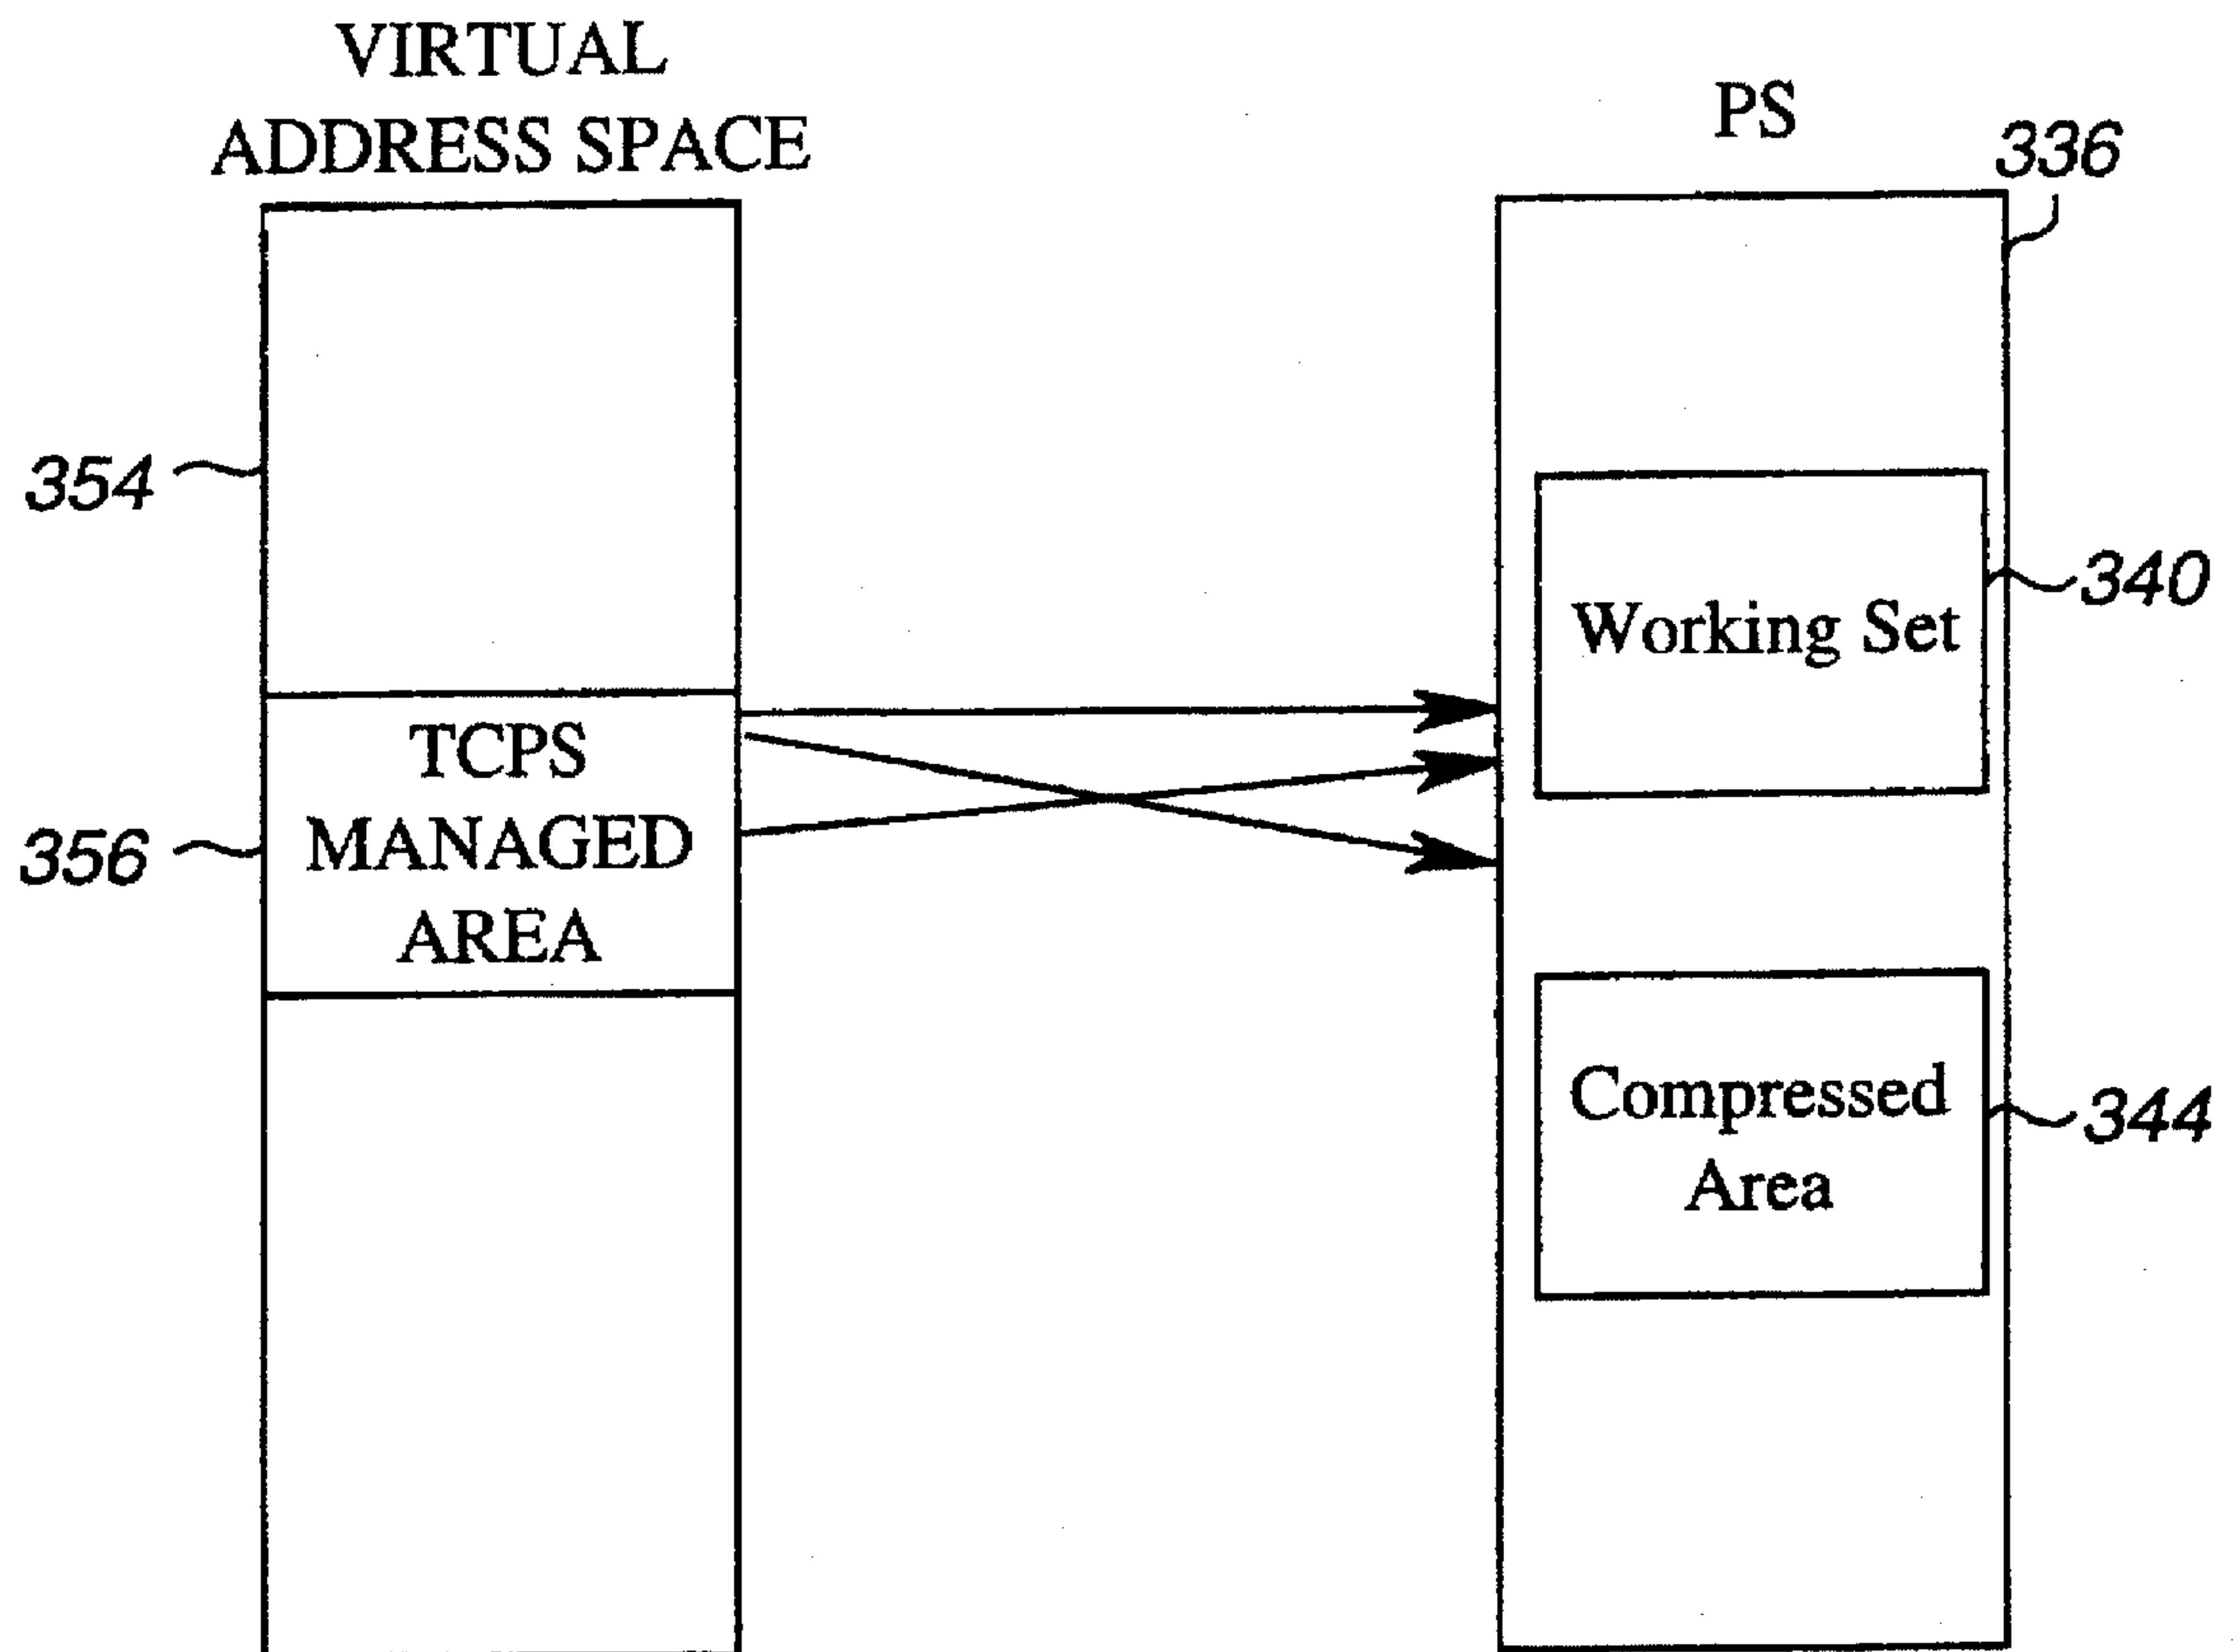 VIRTUAL
ADDRESS SPACE
PS
336
354
340
Working Set
TCPS
MANAGED
AREA
356
Compressed
Area
344